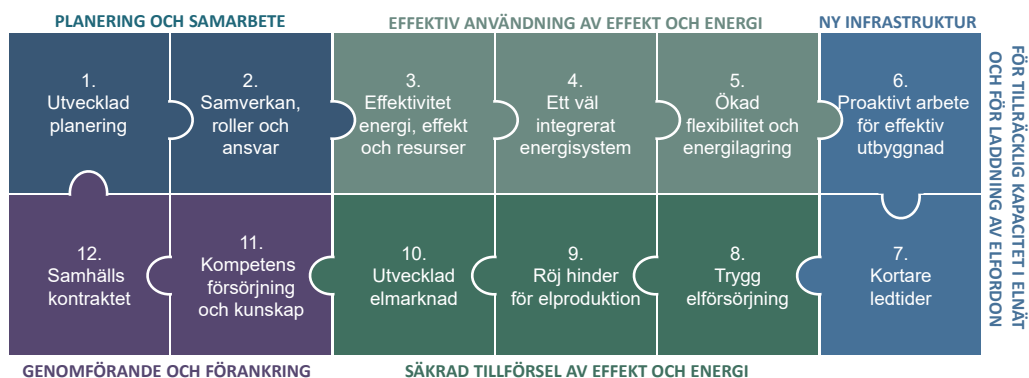 PLANERING OCH SAMARBETE
EFFEKTIV ANVÄNDNING AV EFFEKT OCH ENERGI
NY INFRASTRUKTUR
1.
Utvecklad
planering
2.
Samverkan,
roller och
ansvar
3.
Effektivitet
energi, effekt
och resurser
4.
Ett väl
integrerat
energisystem
5.
Ökad
flexibilitet och
energilagring
6.
Proaktivt arbete
för effektiv
utbyggnad
FÖR TILLRÄCKLIG KAPACITET I ELNÄT
OCH FÖR LADDNING AV ELFORDON
12.
Samhälls
kontraktet
11.
Kompetens
försörjning
och kunskap
10.
Utvecklad
elmarknad
9.
Röj hinder
för elproduktion
8.
Trygg
elförsörjning
7.
Kortare
ledtider
GENOMFÖRANDE OCH FÖRANKRING
SÄKRAD TILLFÖRSEL AV EFFEKT OCH ENERGI